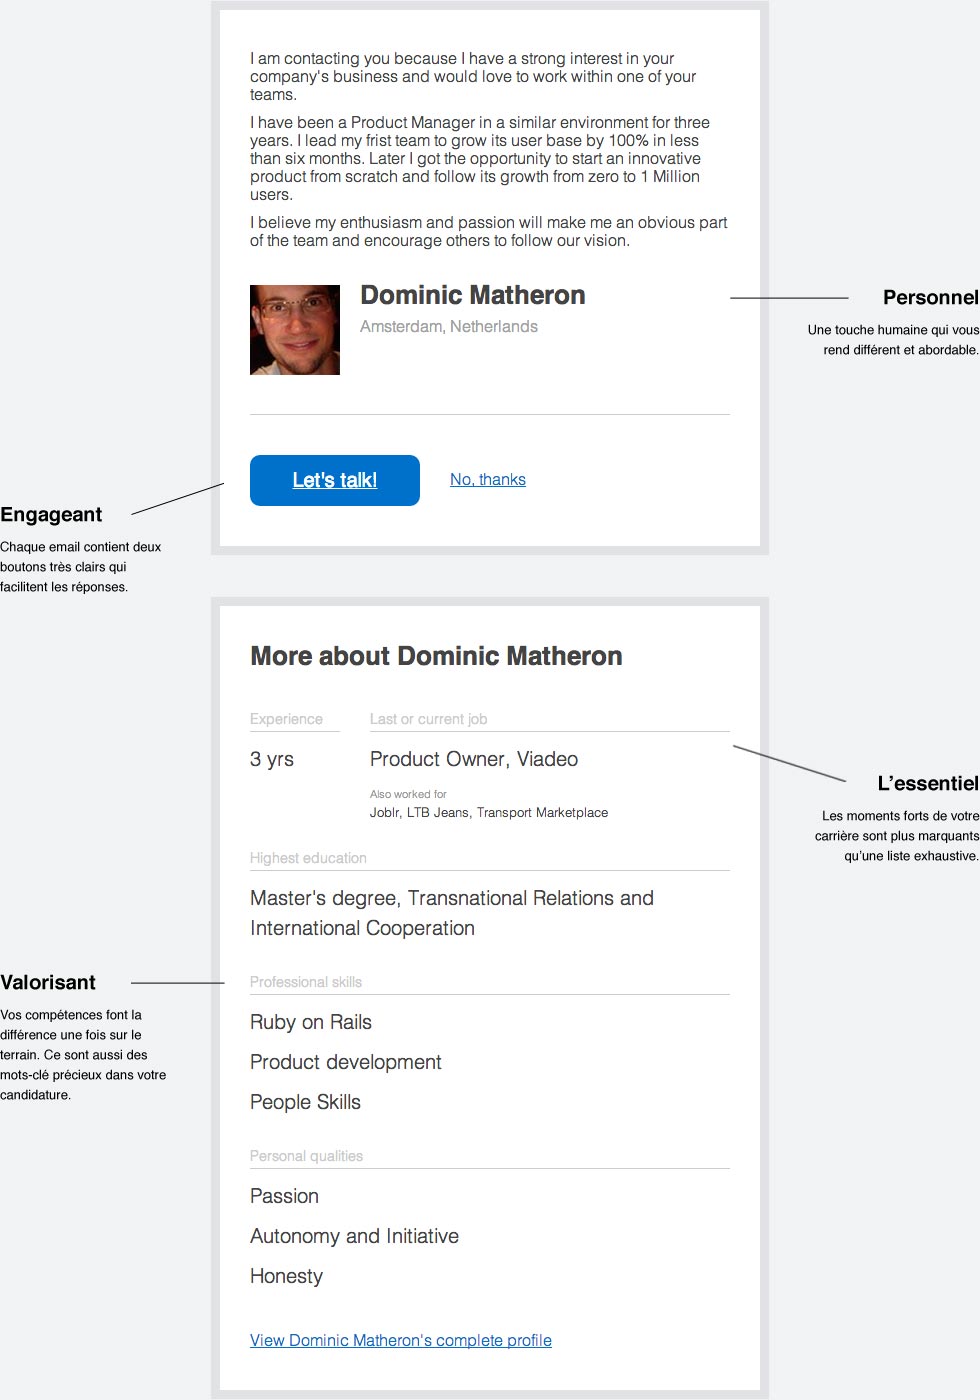 I am contacting you because I have a strong interest in your
company's business and would love to work within one of your
teams.
I have been a Product Manager in a similar environment for three
years. I lead my frist team to grow its user base by 100% in less
than six months. Later I got the opportunity to start an innovative
product from scratch and follow its growth from zero to 1 Million
users.
I believe my enthusiasm and passion will make me an obvious part
of the team and encourage others to follow our vision.
Dominic Matheron
Amsterdam, Netherlands
Personnel
Une touche humaine qui vous
rend différent et abordable.
Let's talk!
No, thanks
Engageant
Chaque email contient deux
boutons très clairs qui
facilitent les réponses.
More about Dominic Matheron
Experience
Last or current job
3 yrs
Product Owner, Viadeo
Also worked for
Joblr, LTB Jeans, Transport Marketplace
L’essentiel
Les moments forts de votre
carrière sont plus marquants
qu’une liste exhaustive.
Highest education
Master's degree, Transnational Relations and
International Cooperation
Valorisant
Vos compétences font la
différence une fois sur le
terrain. Ce sont aussi des
mots-clé précieux dans votre
candidature.
Professional skills
Ruby on Rails
Product development
People Skills
Personal qualities
Passion
Autonomy and Initiative
Honesty
View Dominic Matheron's complete profile